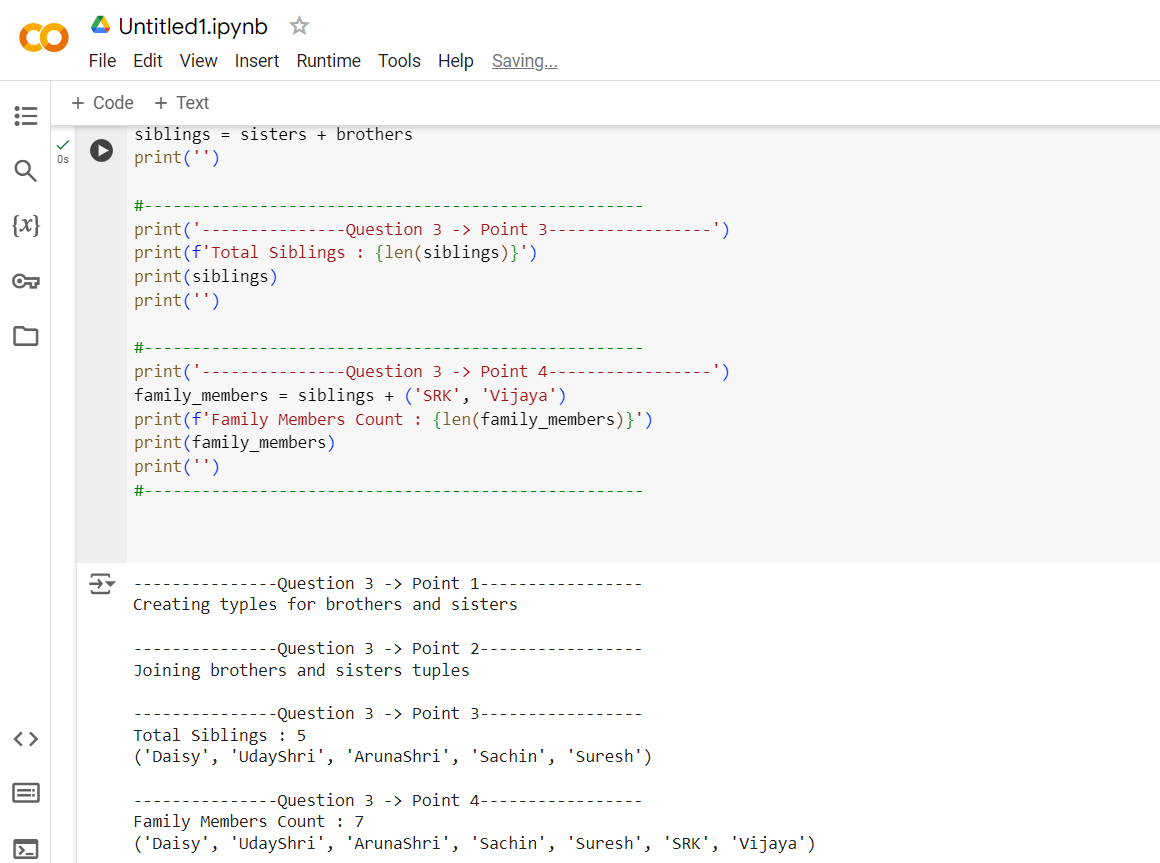 Untitled1.ipynb
File Edit View Insert Runtime Tools Help Saving...
+ Code + Text
0s
siblings = sisters + brothers
print('')
#----------------------------------------------------
print('---------------Question 3 -> Point 3-----------------')
print(f'Total Siblings : {len(siblings)}')
print(siblings)
print('')
#----------------------------------------------------
print('---------------Question 3 -> Point 4-----------------')
family_members = siblings + ('SRK', 'Vijaya')
print(f'Family Members Count : {len(family_members)}')
print(family_members)
print('')
#----------------------------------------------------
---------------Question 3 -> Point 1-----------------
Creating typles for brothers and sisters
---------------Question 3 -> Point 2-----------------
Joining brothers and sisters tuples
---------------Question 3 -> Point 3-----------------
Total Siblings : 5
('Daisy', 'UdayShri', 'ArunaShri', 'Sachin', 'Suresh')
---------------Question 3 -> Point 4-----------------
Family Members Count : 7
('Daisy', 'UdayShri', 'ArunaShri', 'Sachin', 'Suresh', 'SRK', 'Vijaya')